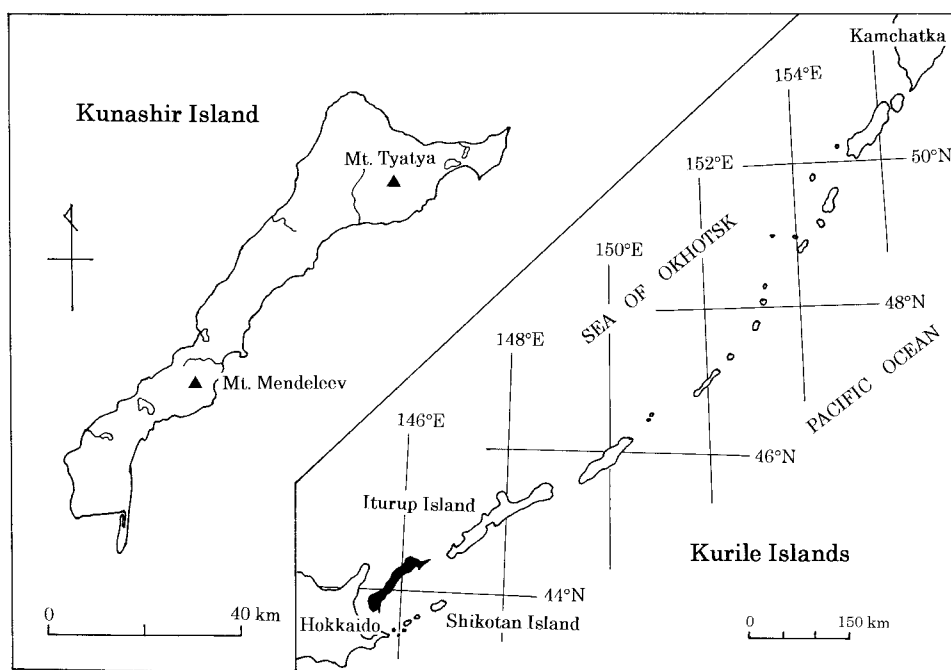 Kunashir Island
Mt. Tyatya
Mt. Mendeleev
0 40 km
Kamchatka
154°E
50°N
152°E
150°E
SEA OF OKHOTSK
48°N
148°E
PACIFIC OCEAN
146°E
46°N
Iturup Island
Kurile Islands
44°N
Hokkaido
Shikotan Island
0 150 km